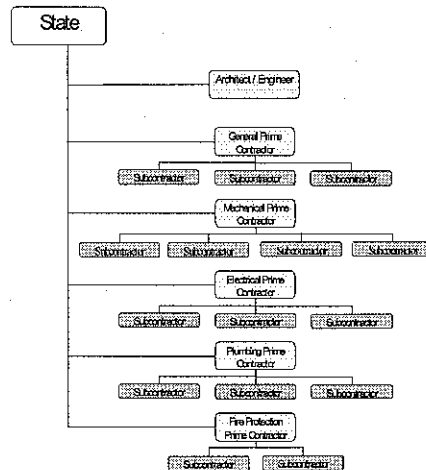 State
Architect / Engineer
General Prime
Contractor
Subcontractor Subcontractor Subcontractor
Mechanical Prime
Contractor
Subcontractor Subcontractor Subcontractor Subcontractor
Electrical Prime
Contractor
Subcontractor Subcontractor Subcontractor
Plumbing Prime
Contractor
Subcontractor Subcontractor Subcontractor
Fire Protection
Prime Contractor
Subcontractor Subcontractor